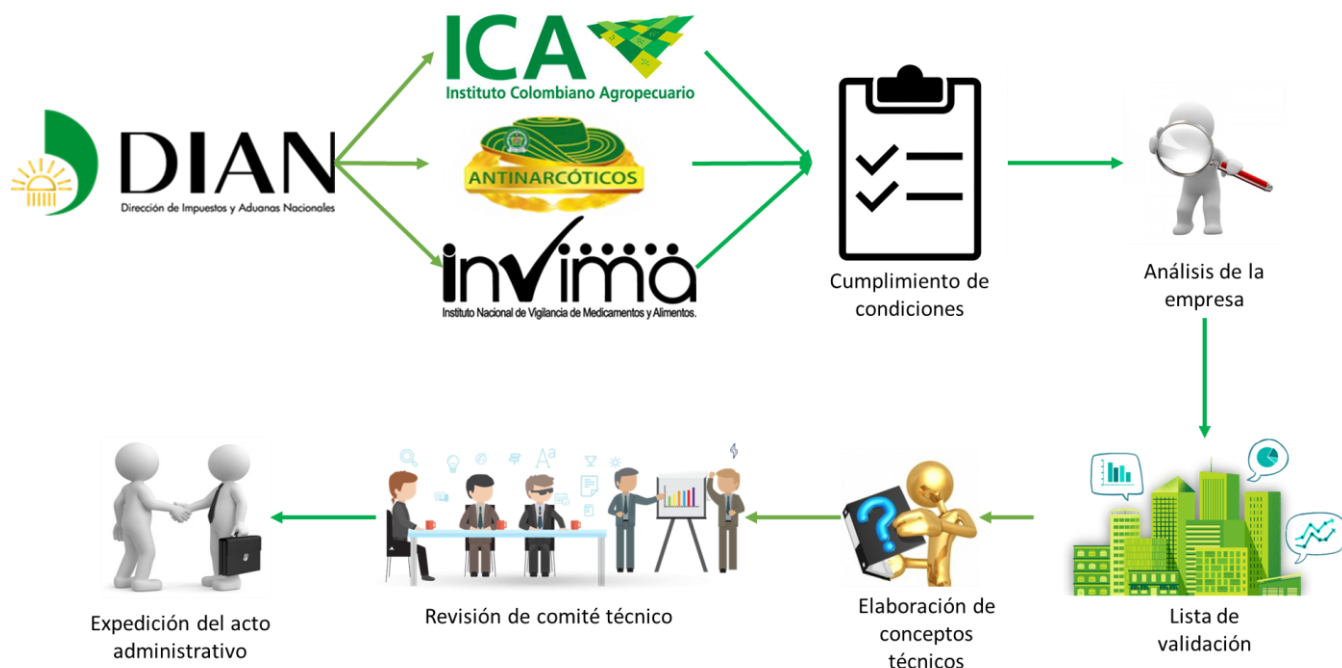 ICA
Instituto Colombiano Agropecuario
DIAN
Dirección de Impuestos y Aduanas Nacionales
ANTINARCÓTICOS
invima
Instituto Nacional de Vigilancia de Medicamentos y Alimentos.
Cumplimiento de
condiciones
Análisis de la
empresa
Expedición del acto
administrativo
Aa
Revisión de comité técnico
?
Elaboración de
conceptos
técnicos
Lista de
validación